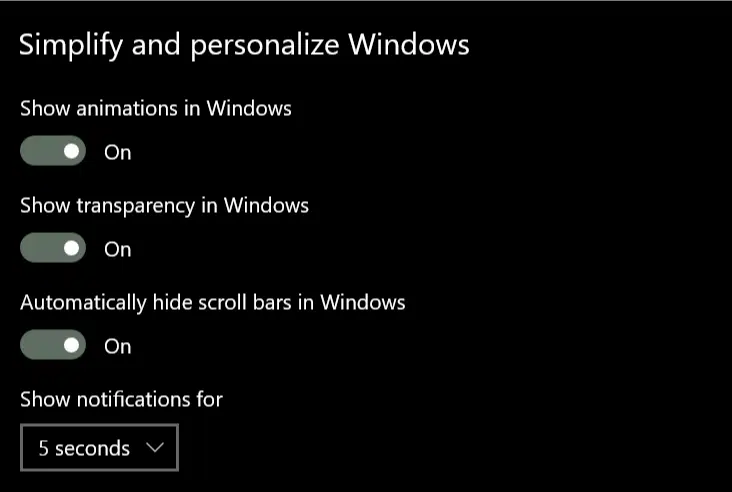 Simplify and personalize Windows
Show animations in Windows
On
Show transparency in Windows
On
Automatically hide scroll bars in Windows
On
Show notifications for
5 seconds